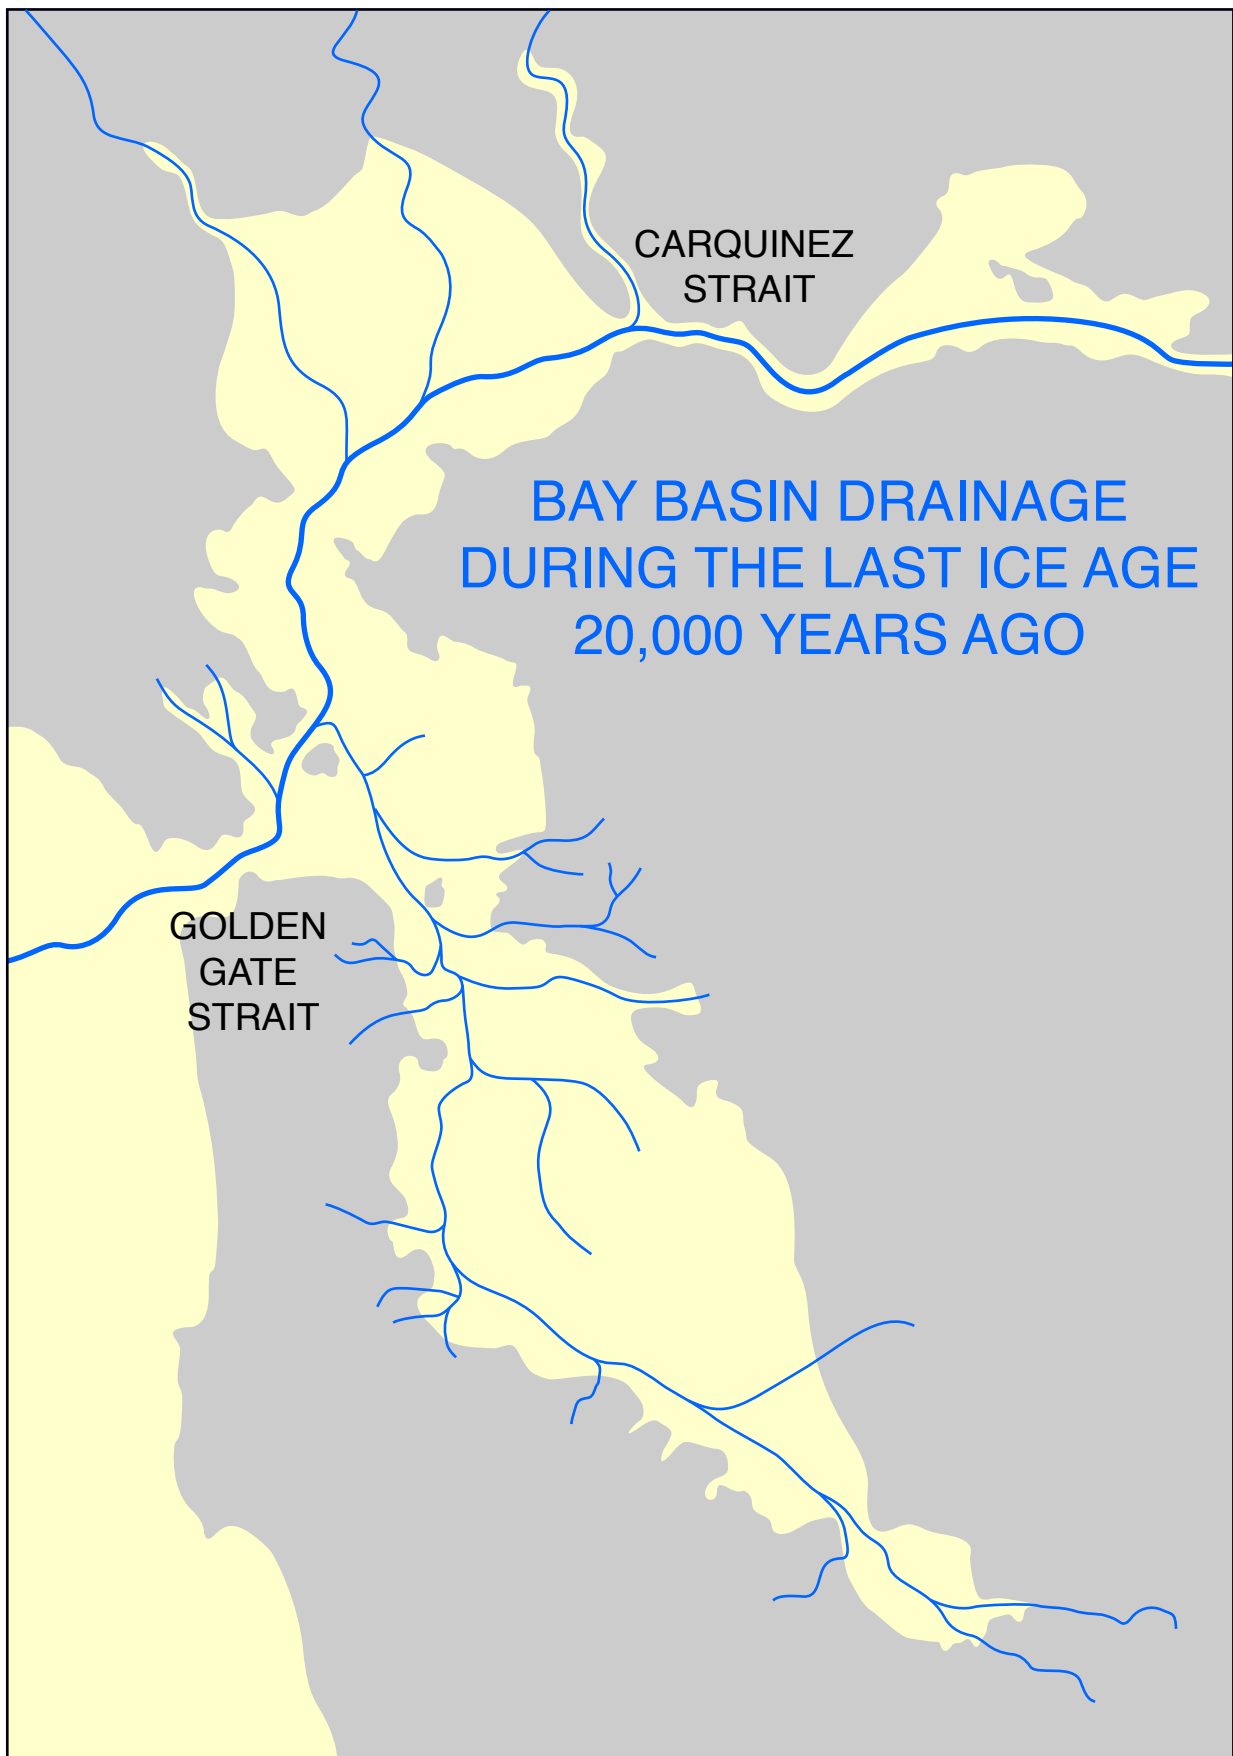 CARQUINEZ
STRAIT
BAY BASIN DRAINAGE
DURING THE LAST ICE AGE
20,000 YEARS AGO
GOLDEN
GATE
STRAIT